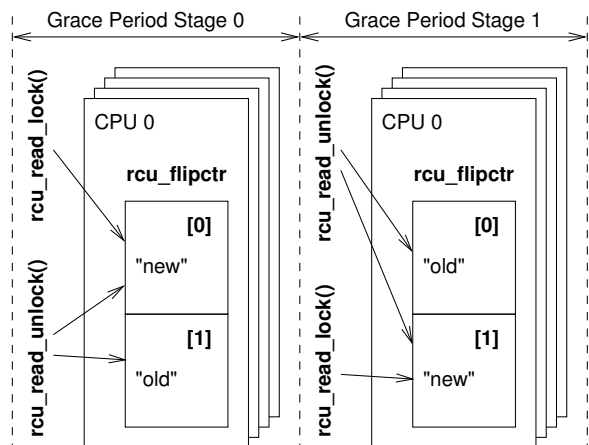 Grace Period Stage 0
Grace Period Stage 1
rcu_read_lock()
rcu_read_unlock()
CPU 0
rcu_flipctr
[0]
"new"
[1]
"old"
rcu_read_unlock()
rcu_read_lock()
CPU 0
rcu_flipctr
[0]
"old"
[1]
"new"